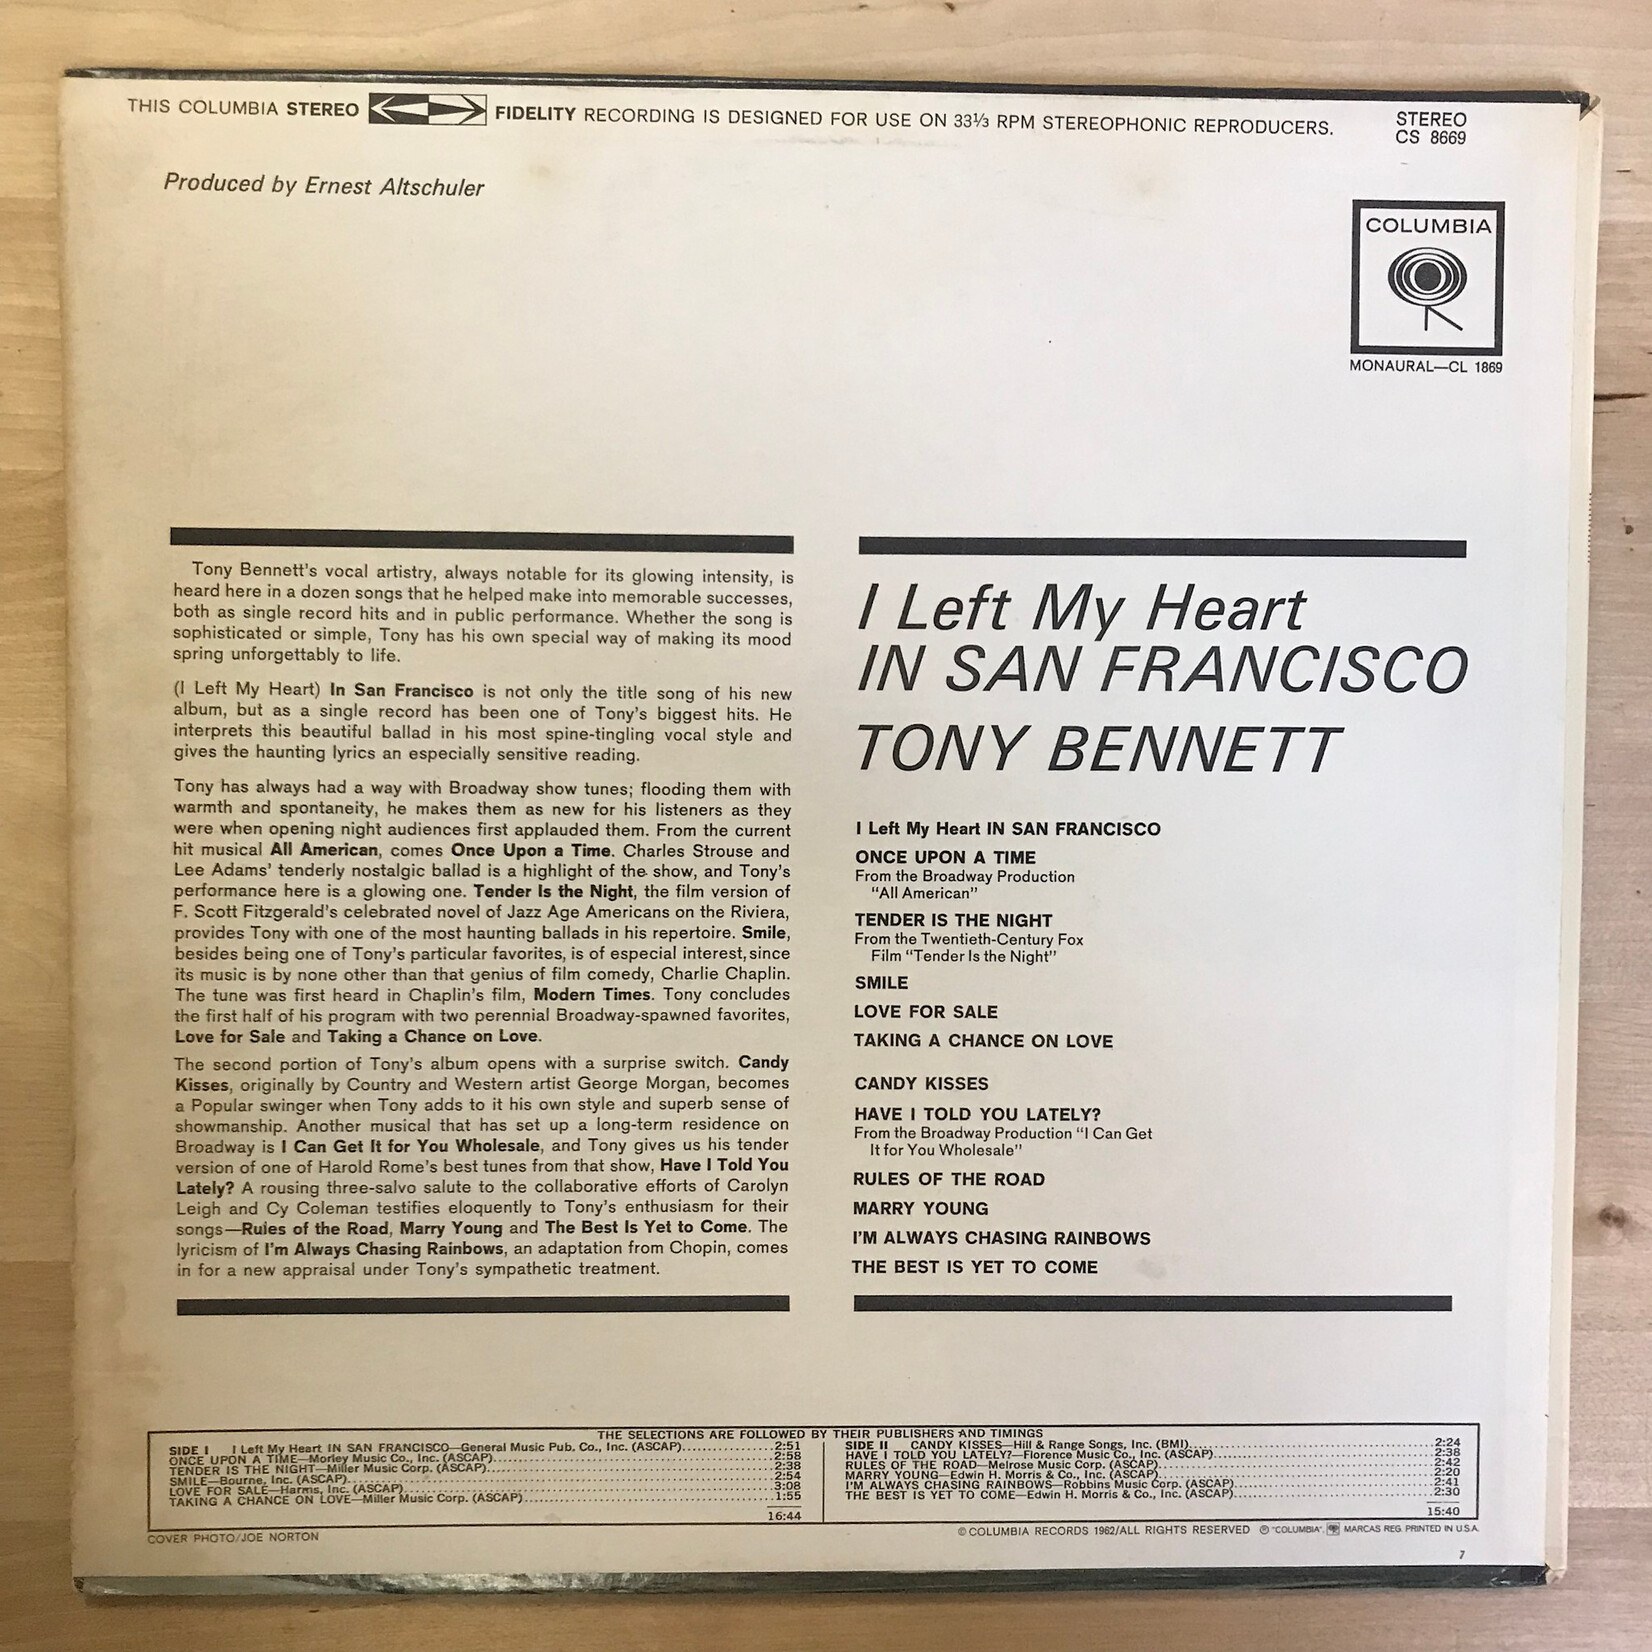 THIS COLUMBIA STEREO FIDELITY RECORDING IS DESIGNED FOR USE ON 33⅓ RPM STEREOPHONIC REPRODUCERS.
STEREO
CS 8669
Produced by Ernest Altschuler
COLUMBIA
MONAURAL—CL 1869
Tony Bennett's vocal artistry, always notable for its glowing intensity, is
heard here in a dozen songs that he helped make into memorable successes,
both as single record hits and in public performance. Whether the song is
sophisticated or simple, Tony has his own special way of making its mood
spring unforgettably to life.
(I Left My Heart) In San Francisco is not only the title song of his new
album, but as a single record has been one of Tony's biggest hits. He
interprets this beautiful ballad in his most spine-tingling vocal style and
gives the haunting lyrics an especially sensitive reading.
Tony has always had a way with Broadway show tunes; flooding them with
warmth and spontaneity, he makes them as new for his listeners as they
were when opening night audiences first applauded them. From the current
hit musical All American, comes Once Upon a Time. Charles Strouse and
Lee Adams' tenderly nostalgic ballad is a highlight of the show, and Tony's
performance here is a glowing one. Tender Is the Night, the film version of
F. Scott Fitzgerald's celebrated novel of Jazz Age Americans on the Riviera,
provides Tony with one of the most haunting ballads in his repertoire. Smile,
besides being one of Tony's particular favorites, is of especial interest, since
its music is by none other than that genius of film comedy, Charlie Chaplin.
The tune was first heard in Chaplin's film, Modern Times. Tony concludes
the first half of his program with two perennial Broadway-spawned favorites,
Love for Sale and Taking a Chance on Love.
The second portion of Tony's album opens with a surprise switch. Candy
Kisses, originally by Country and Western artist George Morgan, becomes
a Popular swinger when Tony adds to it his own style and superb sense of
showmanship. Another musical that has set up a long-term residence on
Broadway is I Can Get It for You Wholesale, and Tony gives us his tender
version of one of Harold Rome's best tunes from that show, Have I Told You
Lately? A rousing three-salvo salute to the collaborative efforts of Carolyn
Leigh and Cy Coleman testifies eloquently to Tony's enthusiasm for their
songs—Rules of the Road, Marry Young and The Best Is Yet to Come. The
lyricism of I'm Always Chasing Rainbows, an adaptation from Chopin, comes
in for a new appraisal under Tony's sympathetic treatment.
I Left My Heart
IN SAN FRANCISCO
TONY BENNETT
I Left My Heart IN SAN FRANCISCO
ONCE UPON A TIME
From the Broadway Production
"All American"
TENDER IS THE NIGHT
From the Twentieth-Century Fox
Film "Tender Is the Night"
SMILE
LOVE FOR SALE
TAKING A CHANCE ON LOVE
CANDY KISSES
HAVE I TOLD YOU LATELY?
From the Broadway Production "I Can Get
It for You Wholesale"
RULES OF THE ROAD
MARRY YOUNG
I'M ALWAYS CHASING RAINBOWS
THE BEST IS YET TO COME
THE SELECTIONS ARE FOLLOWED BY THEIR PUBLISHERS AND TIMINGS
SIDE I I Left My Heart IN SAN FRANCISCO—General Music Pub. Co., Inc. (ASCAP) 2:51
ONCE UPON A TIME—Morley Music Co., Inc. (ASCAP) 2:58
TENDER IS THE NIGHT—Miller Music Corp. (ASCAP) 2:38
SMILE—Bourne, Inc. (ASCAP) 2:54
LOVE FOR SALE—Harms, Inc. (ASCAP) 3:08
TAKING A CHANCE ON LOVE—Miller Music Corp. (ASCAP) 1:55
16:44
SIDE II CANDY KISSES—Hill & Range Songs, Inc. (BMI) 2:24
HAVE I TOLD YOU LATELY?—Florence Music Co., Inc. (ASCAP) 2:38
RULES OF THE ROAD—Melrose Music Corp. (ASCAP) 2:42
MARRY YOUNG—Edwin H. Morris & Co., Inc. (ASCAP) 2:20
I'M ALWAYS CHASING RAINBOWS—Robbins Music Corp. (ASCAP) 2:41
THE BEST IS YET TO COME—Edwin H. Morris & Co., Inc. (ASCAP) 2:30
15:40
COVER PHOTO/JOE NORTON
© COLUMBIA RECORDS 1962/ALL RIGHTS RESERVED ℗ "COLUMBIA", MARCAS REG. PRINTED IN U.S.A.
7